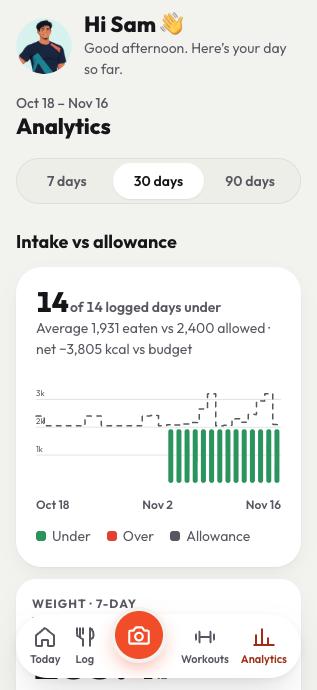 Hi Sam 👋
Good afternoon. Here's your day
so far.
Oct 18 – Nov 16
Analytics
7 days 30 days 90 days
Intake vs allowance
14 of 14 logged days under
Average 1,931 eaten vs 2,400 allowed ·
net −3,805 kcal vs budget
3k
2k
1k
Oct 18 Nov 2 Nov 16
Under Over Allowance
WEIGHT · 7-DAY
Today Log Workouts Analytics